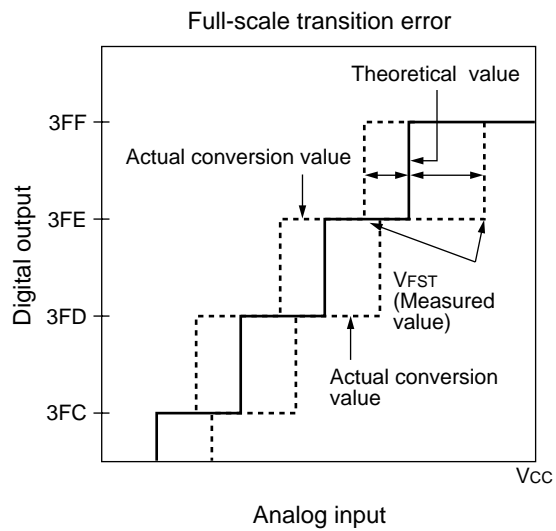 Full-scale transition error
Theoretical value
3FF
Actual conversion value
3FE
Digital output
VFST
(Measured
value)
3FD
Actual conversion
value
3FC
VCC
Analog input